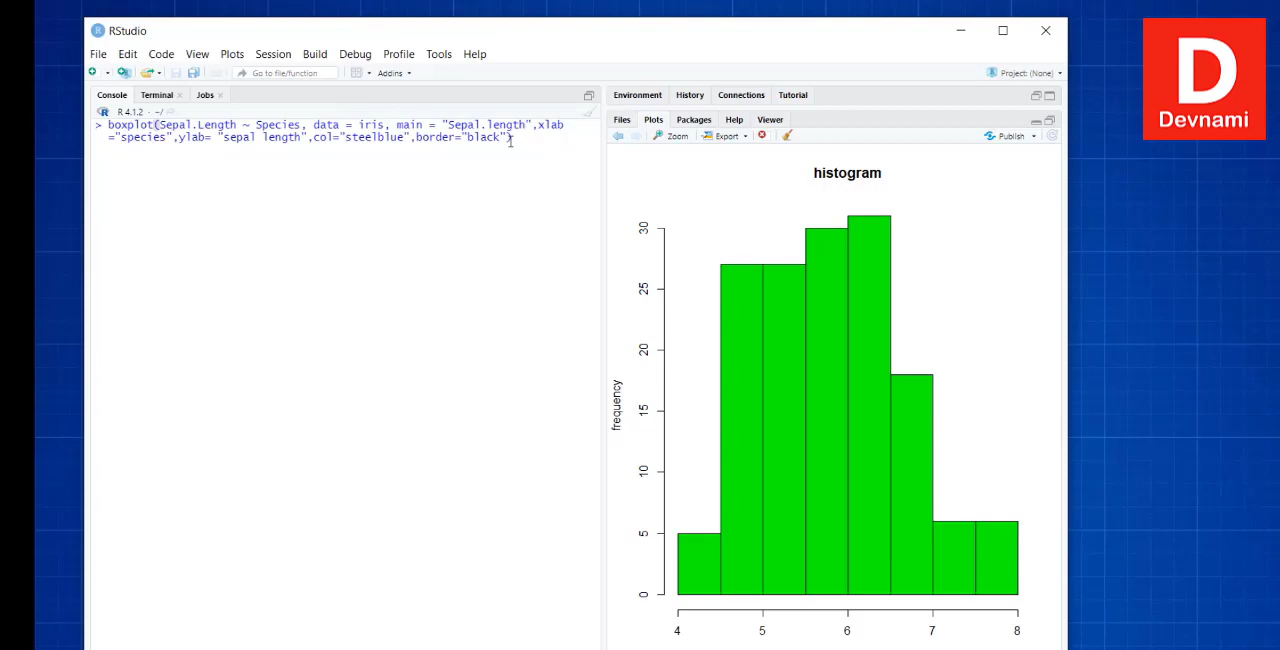 RStudio
File Edit Code View Plots Session Build Debug Profile Tools Help
Go to file/function Addins Project: (None)
Console Terminal Jobs
R 4.1.2 · ~/
> boxplot(Sepal.Length ~ Species, data = iris, main = "Sepal.length",xlab
="species",ylab= "sepal length",col="steelblue",border="black")
Environment History Connections Tutorial
Files Plots Packages Help Viewer
Zoom Export Publish
histogram
frequency
30
25
20
15
10
5
0
4 5 6 7 8
D
Devnami